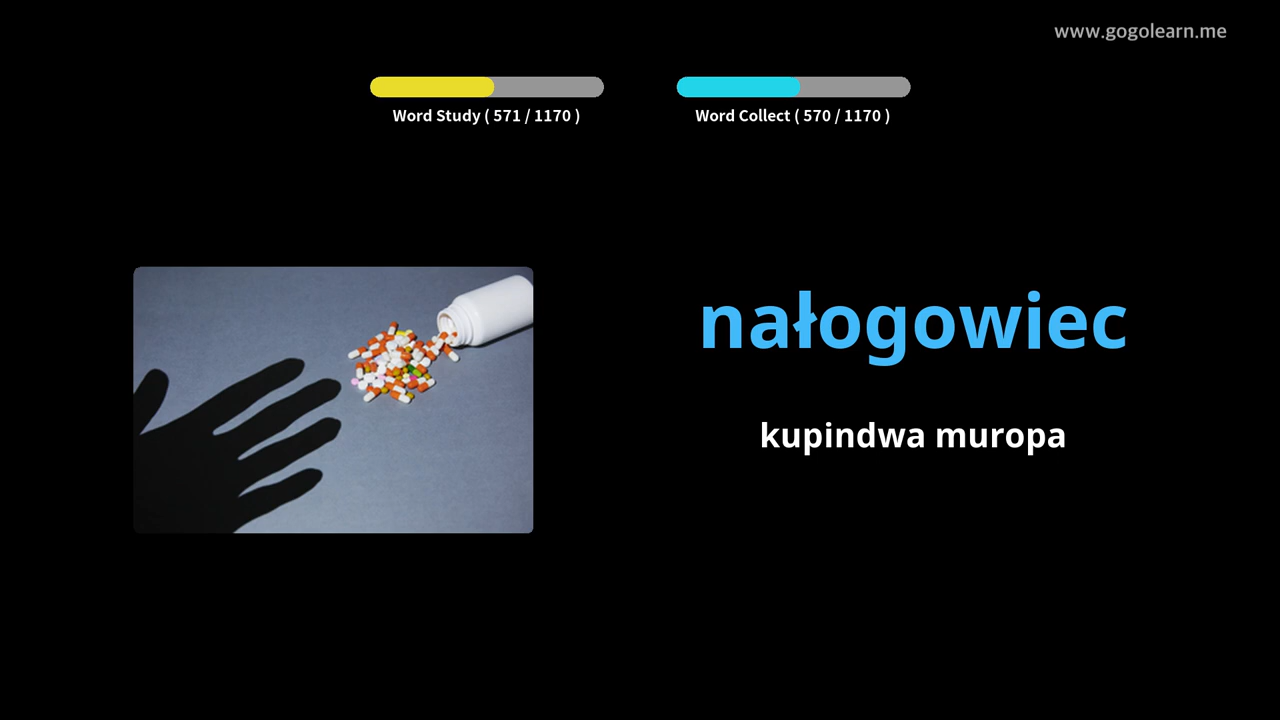 www.gogolearn.me
Word Study ( 571 / 1170 )
Word Collect ( 570 / 1170 )
nałogowiec
kupindwa muropa